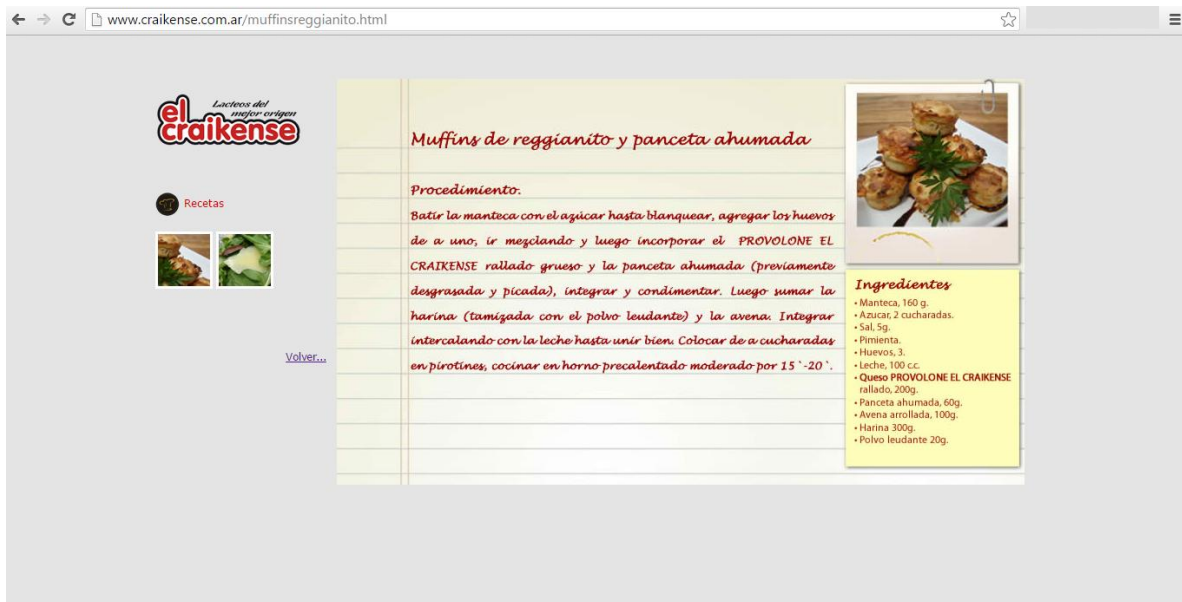 www.craikense.com.ar/muffinsreggianito.html
Lacteos del
mejor origen
el
craikense
Recetas
Volver...
Muffins de reggianito y panceta ahumada
Procedimiento.
Batir la manteca con el azúcar hasta blanquear, agregar los huevos
de a uno, ir mezclando y luego incorporar el PROVOLONE EL
CRAIKENSE rallado grueso y la panceta ahumada (previamente
desgrasada y picada), integrar y condimentar. Luego sumar la
harina (tamizada con el polvo leudante) y la avena. Integrar
intercalando con la leche hasta unir bien. Colocar de a cucharadas
en pirotines, cocinar en horno precalentado moderado por 15 `-20 `.
Ingredientes
• Manteca, 160 g.
• Azucar, 2 cucharadas.
• Sal, 5g.
• Pimienta.
• Huevos, 3.
• Leche, 100 c.c.
• Queso PROVOLONE EL CRAIKENSE
rallado, 200g.
• Panceta ahumada, 60g.
• Avena arrollada, 100g.
• Harina 300g.
• Polvo leudante 20g.